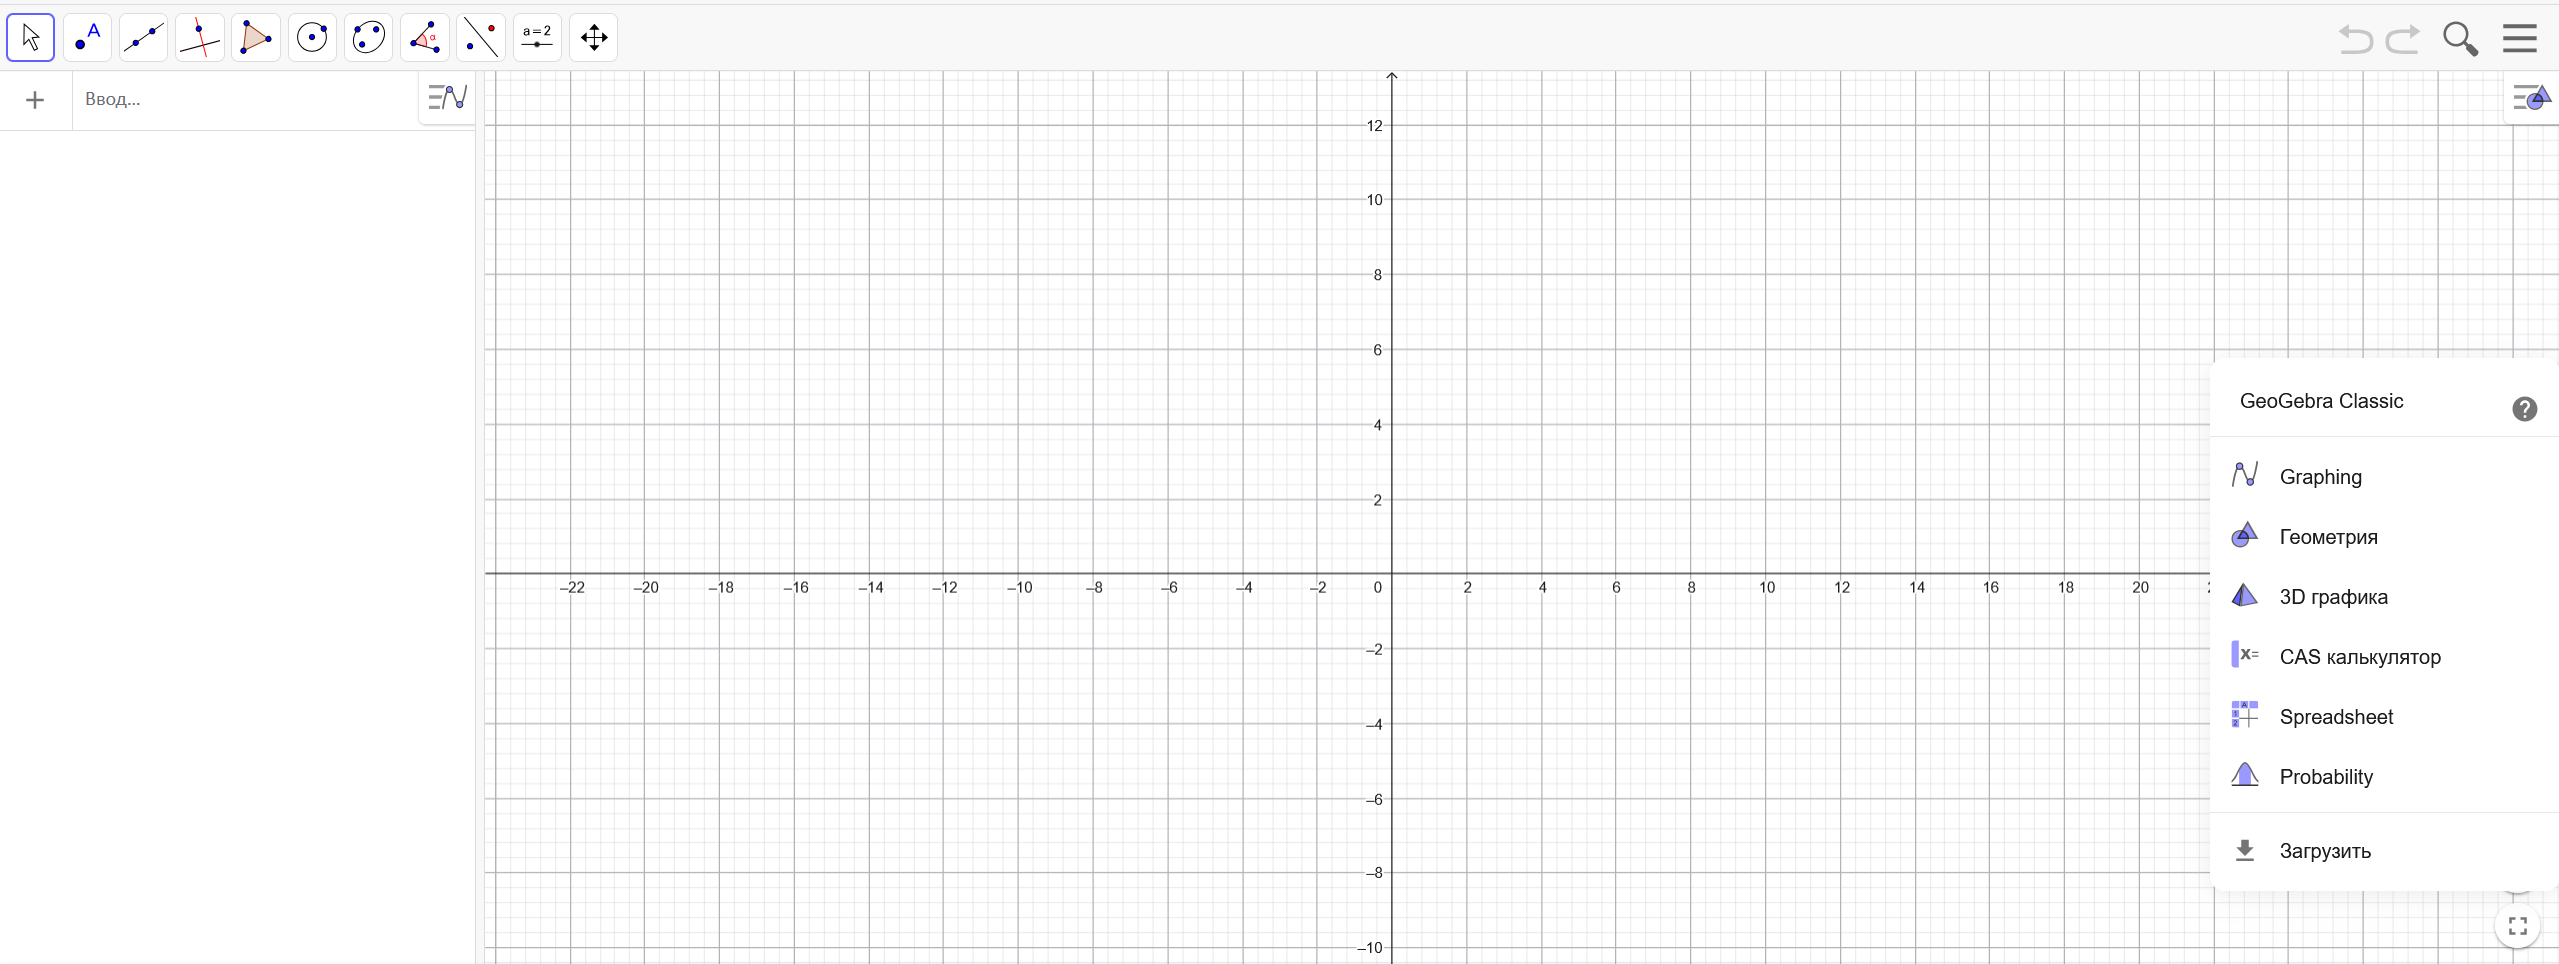 A
α
a = 2
Ввод...
12
10
8
6
4
2
–22 –20 –18 –16 –14 –12 –10 –8 –6 –4 –2 0 2 4 6 8 10 12 14 16 18 20
–2
–4
–6
–8
–10
GeoGebra Classic
?
Graphing
Геометрия
3D графика
x=
CAS калькулятор
A
1
2
Spreadsheet
Probability
Загрузить